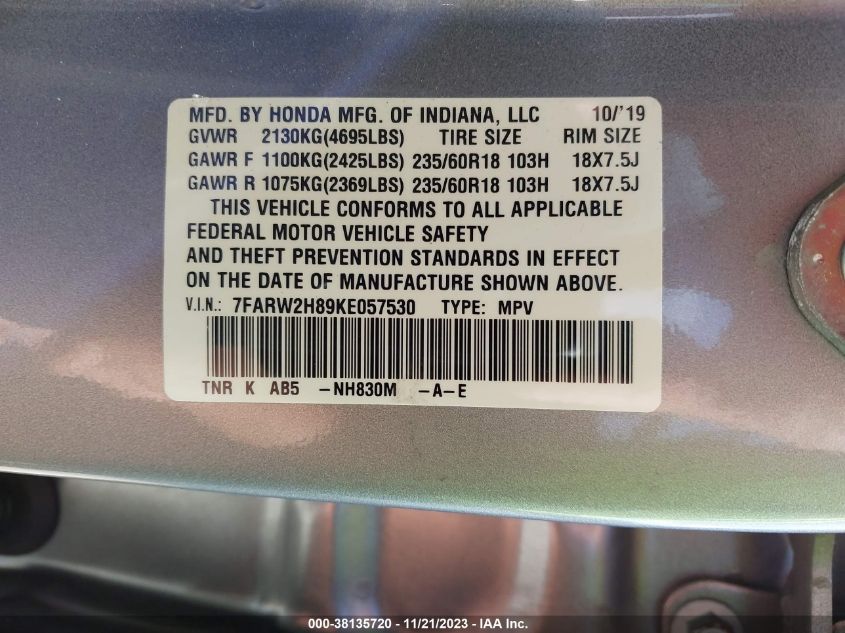 MFD. BY HONDA MFG. OF INDIANA, LLC 10/'19
GVWR 2130KG(4695LBS) TIRE SIZE RIM SIZE
GAWR F 1100KG(2425LBS) 235/60R18 103H 18X7.5J
GAWR R 1075KG(2369LBS) 235/60R18 103H 18X7.5J
THIS VEHICLE CONFORMS TO ALL APPLICABLE
FEDERAL MOTOR VEHICLE SAFETY
AND THEFT PREVENTION STANDARDS IN EFFECT
ON THE DATE OF MANUFACTURE SHOWN ABOVE.
V.I.N.: 7FARW2H89KE057530 TYPE: MPV
TNR K AB5 -NH830M -A-E
000-38135720 - 11/21/2023 - IAA Inc.